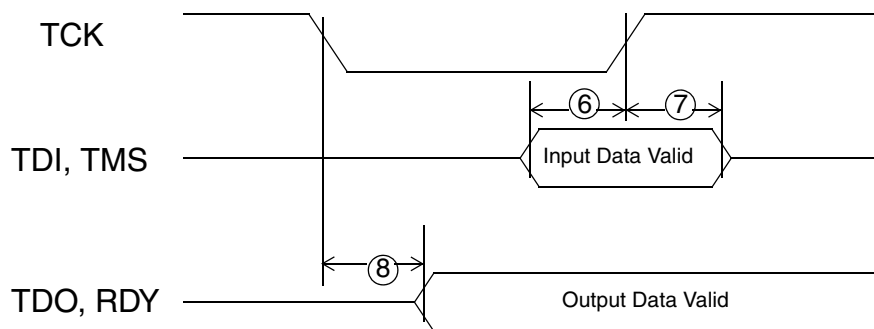 TCK
⑥ ⑦
TDI, TMS
Input Data Valid
⑧
TDO, RDY
Output Data Valid